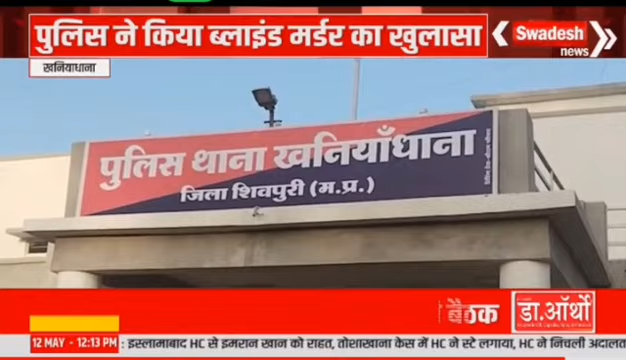 पुलिस ने किया ब्लाइंड मर्डर का खुलासा
Swadesh
news
खनियाधाना
पुलिस थाना खनियाँधाना
जिला शिवपुरी (म.प्र.)
बैठक
डा.ऑर्थो
12 MAY - 12:13 PM : इस्लामाबाद HC से इमरान खान को राहत, तोशाखाना केस में HC ने स्टे लगाया, HC ने निचली अदालत